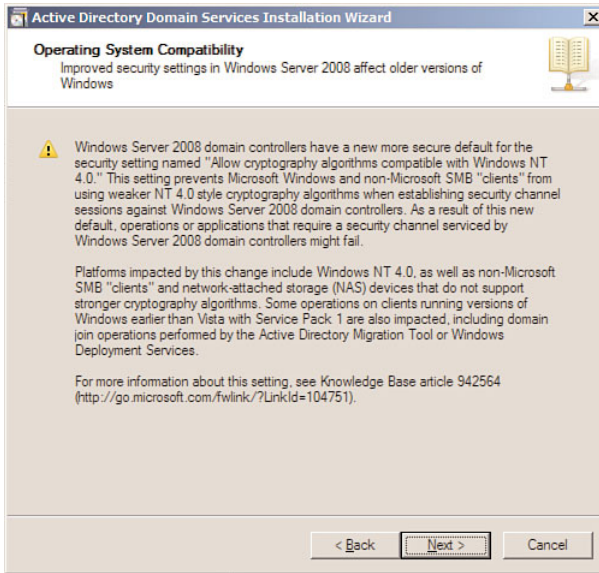 Active Directory Domain Services Installation Wizard
Operating System Compatibility
Improved security settings in Windows Server 2008 affect older versions of
Windows
Windows Server 2008 domain controllers have a new more secure default for the
security setting named "Allow cryptography algorithms compatible with Windows NT
4.0." This setting prevents Microsoft Windows and non-Microsoft SMB "clients" from
using weaker NT 4.0 style cryptography algorithms when establishing security channel
sessions against Windows Server 2008 domain controllers. As a result of this new
default, operations or applications that require a security channel serviced by
Windows Server 2008 domain controllers might fail.
Platforms impacted by this change include Windows NT 4.0, as well as non-Microsoft
SMB "clients" and network-attached storage (NAS) devices that do not support
stronger cryptography algorithms. Some operations on clients running versions of
Windows earlier than Vista with Service Pack 1 are also impacted, including domain
join operations performed by the Active Directory Migration Tool or Windows
Deployment Services.
For more information about this setting, see Knowledge Base article 942564
(http://go.microsoft.com/fwlink/?LinkId=104751).
< Back Next > Cancel